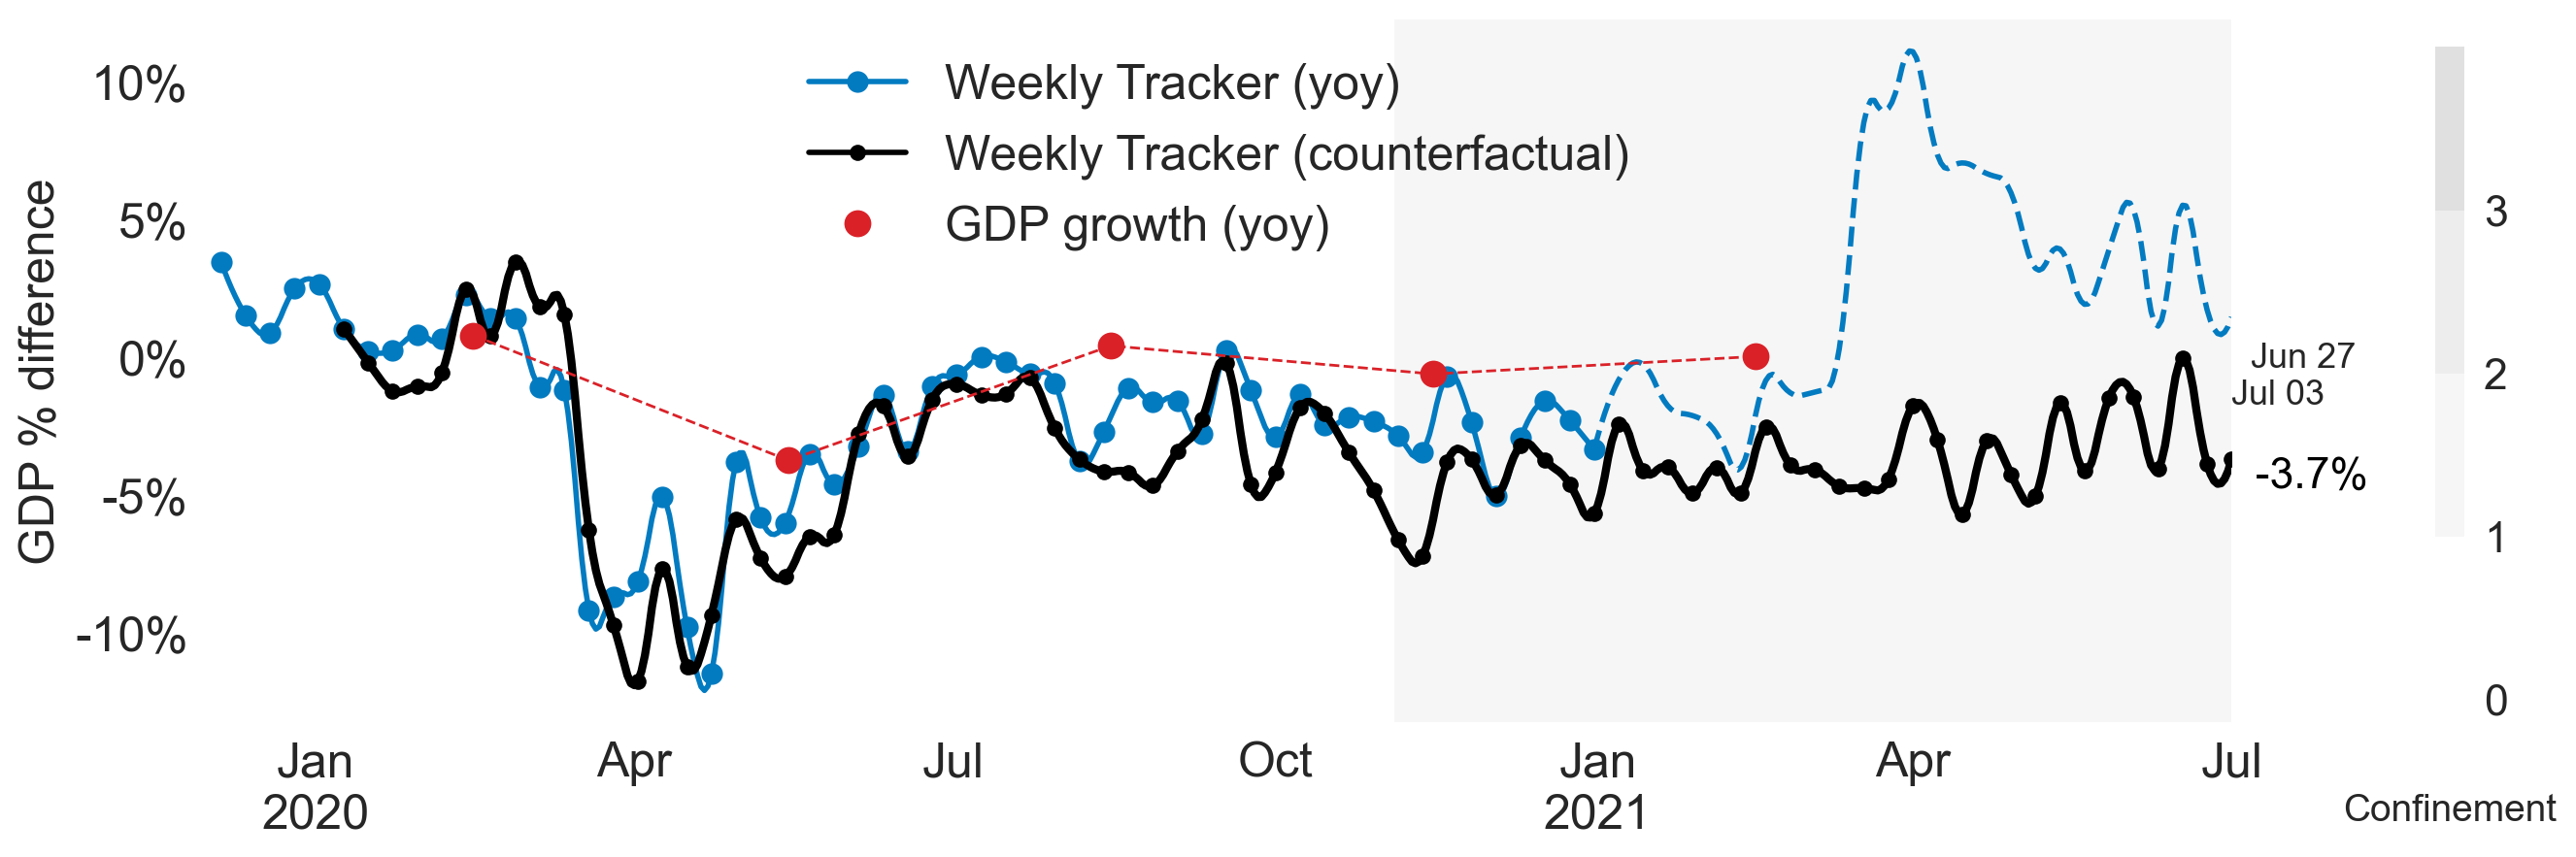 GDP % difference
10%
5%
0%
-5%
-10%
Weekly Tracker (yoy)
Weekly Tracker (counterfactual)
GDP growth (yoy)
Jun 27
Jul 03
-3.7%
3
2
1
0
Jan
2020
Apr
Jul
Oct
Jan
2021
Apr
Jul
Confinement